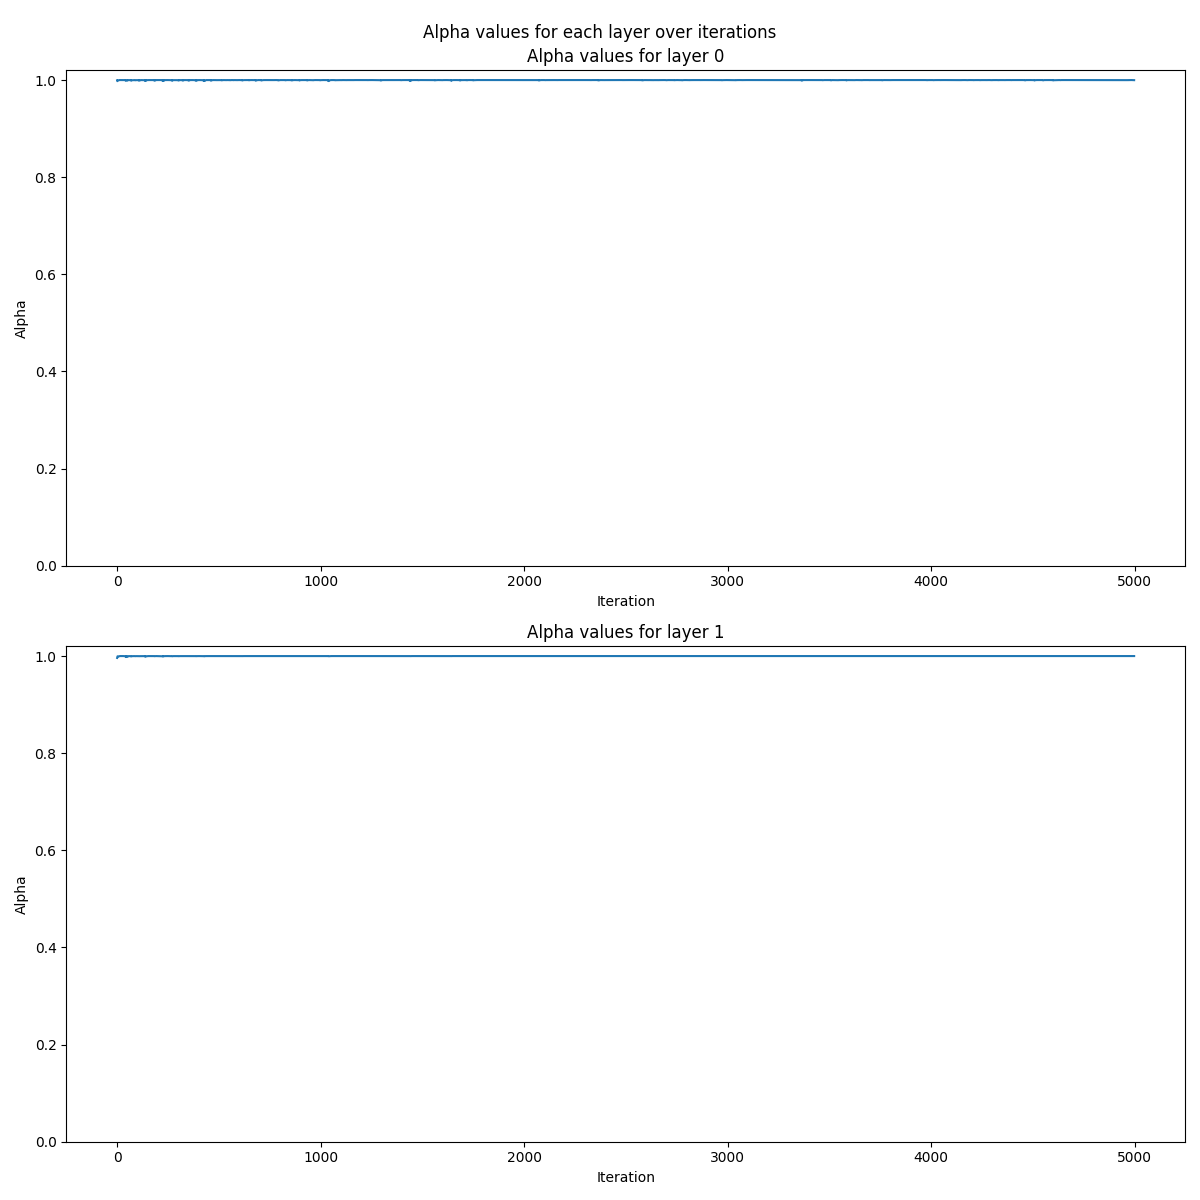 Alpha values for each layer over iterations
Alpha values for layer 0
1.0
0.8
0.6
0.4
0.2
0.0
Alpha
0 1000 2000 3000 4000 5000
Iteration
Alpha values for layer 1
1.0
0.8
0.6
0.4
0.2
0.0
Alpha
0 1000 2000 3000 4000 5000
Iteration